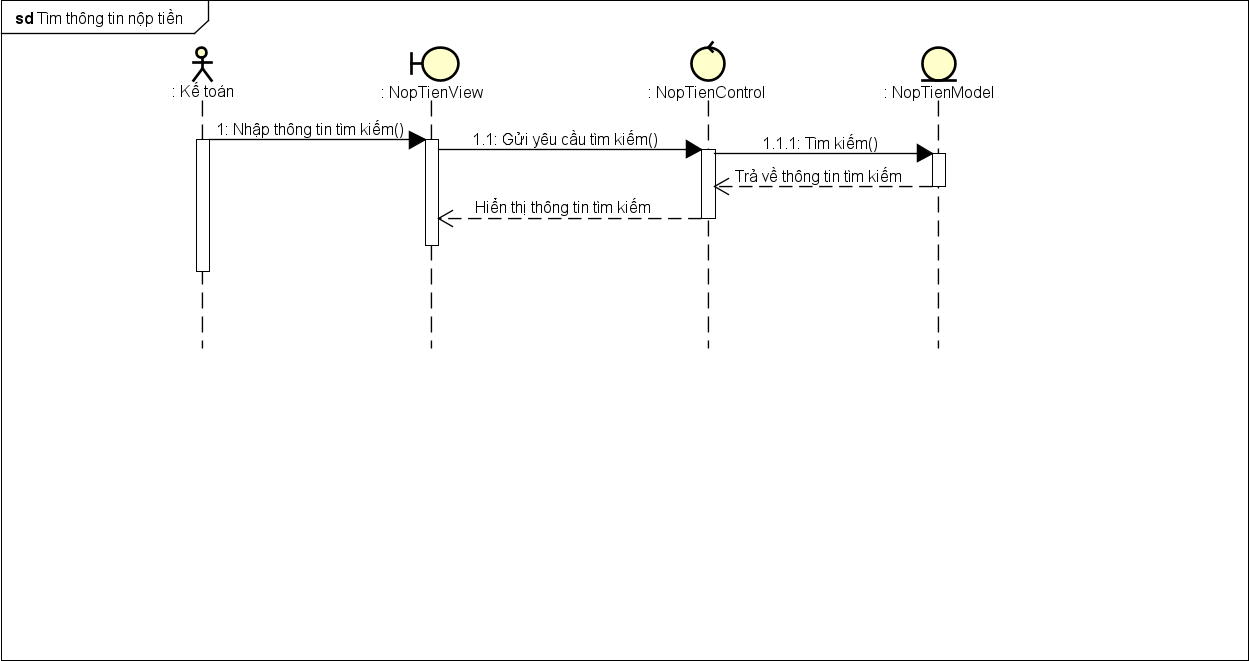 sd Tìm thông tin nộp tiền
: Kế toán
: NopTienView
: NopTienControl
: NopTienModel
1: Nhập thông tin tìm kiếm()
1.1: Gửi yêu cầu tìm kiếm()
1.1.1: Tìm kiếm()
Trả về thông tin tìm kiếm
Hiển thị thông tin tìm kiếm